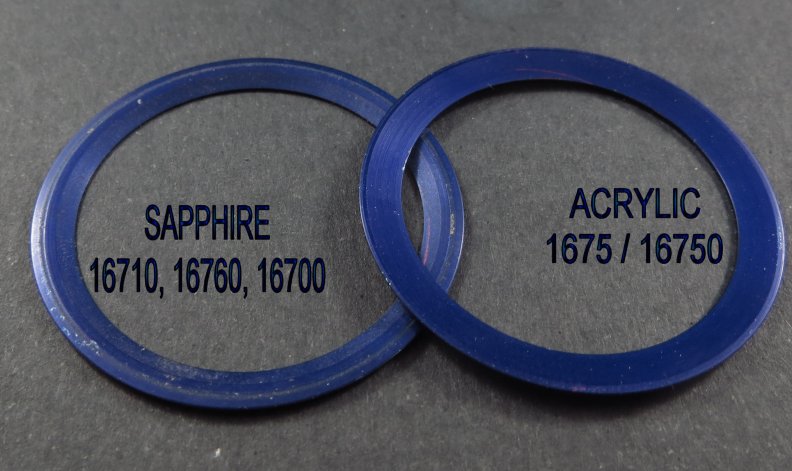 SAPPHIRE
16710, 16760, 16700
ACRYLIC
1675 / 16750